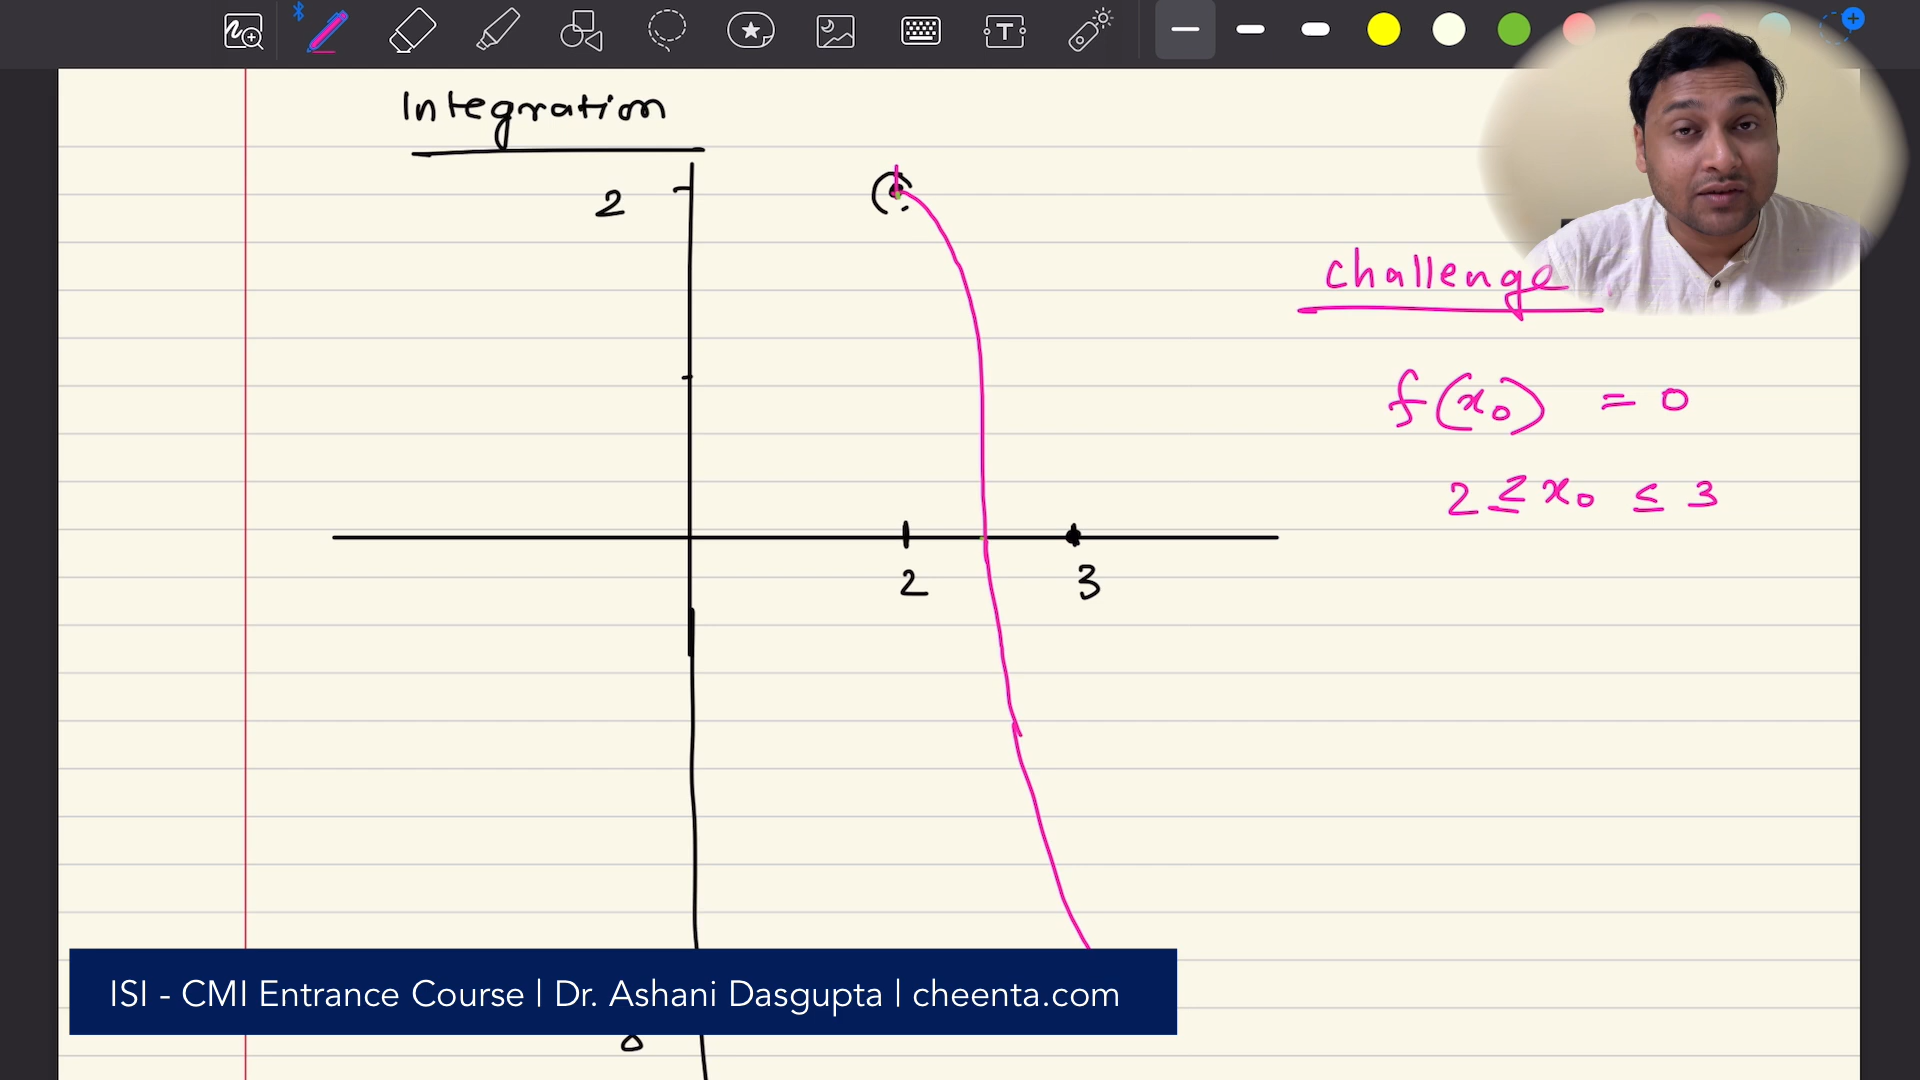 T
Integration
2
challenge
f(x₀) = 0
2 ≤ x₀ ≤ 3
2 3
ISI - CMI Entrance Course | Dr. Ashani Dasgupta | cheenta.com